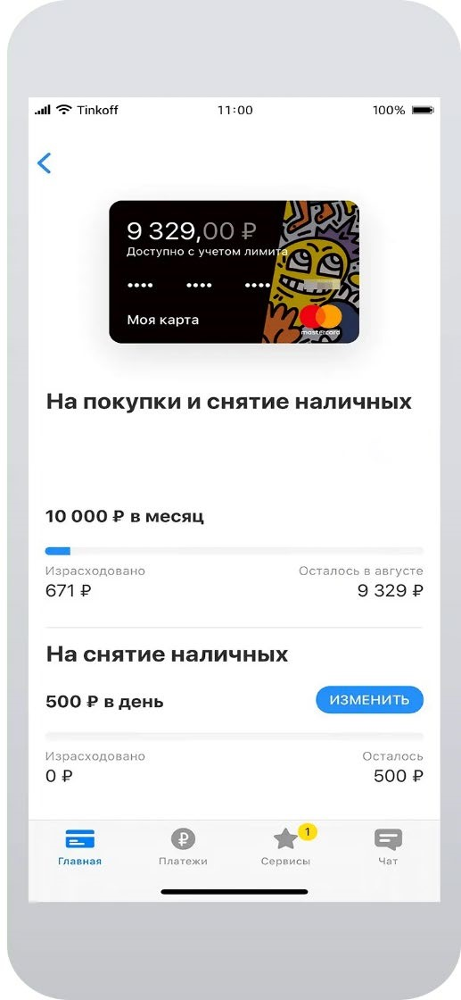 Tinkoff 11:00 100%
9 329,00 ₽
Доступно с учетом лимита
•••• •••• ••••
Моя карта
mastercard
На покупки и снятие наличных
10 000 ₽ в месяц
Израсходовано Осталось в августе
671 ₽ 9 329 ₽
На снятие наличных
500 ₽ в день ИЗМЕНИТЬ
Израсходовано Осталось
0 ₽ 500 ₽
1
Главная Платежи Сервисы Чат